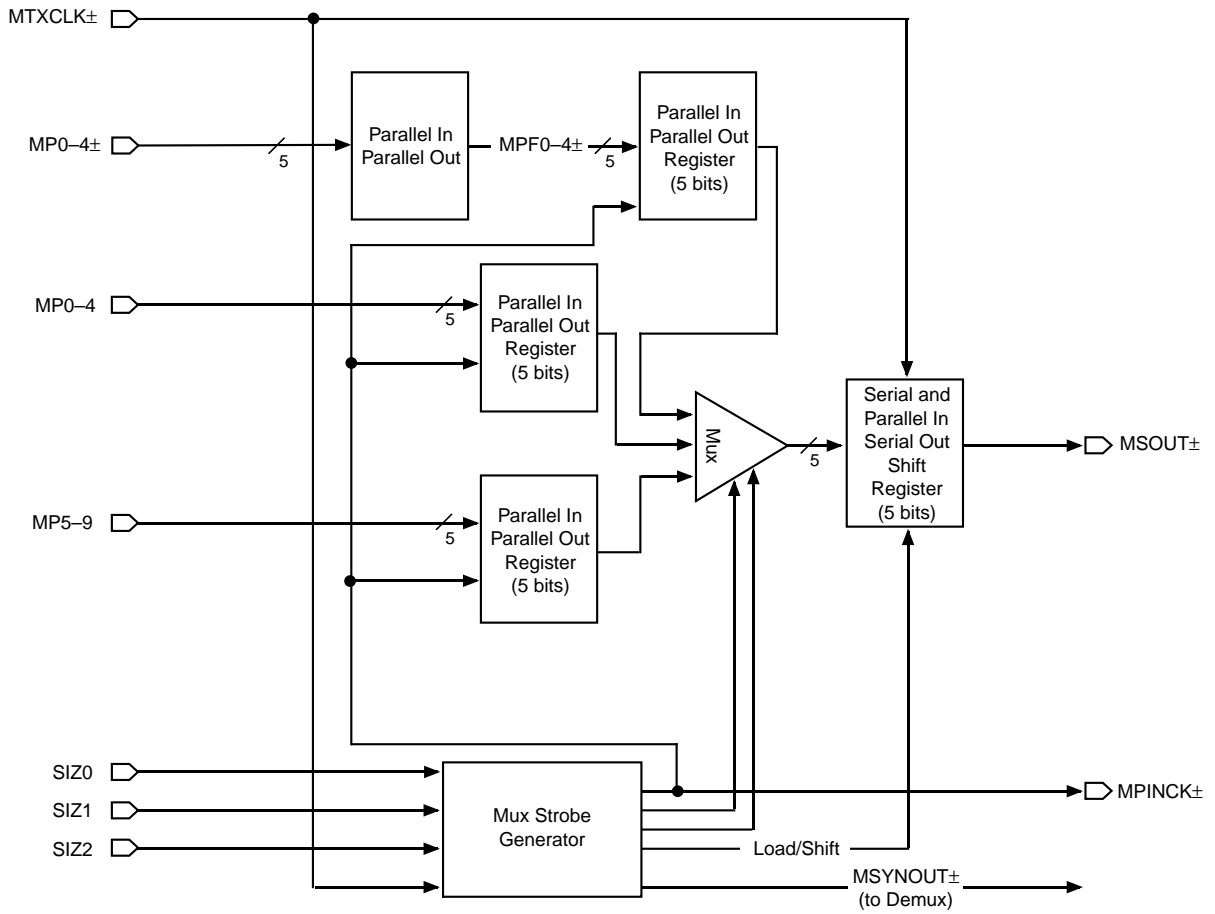 MTXCLK±
MP0–4±
5
Parallel In
Parallel Out
MPF0–4±
5
Parallel In
Parallel Out
Register
(5 bits)
MP0–4
5
Parallel In
Parallel Out
Register
(5 bits)
Mux
5
Serial and
Parallel In
Serial Out
Shift
Register
(5 bits)
MSOUT±
MP5–9
5
Parallel In
Parallel Out
Register
(5 bits)
SIZ0
SIZ1
SIZ2
Mux Strobe
Generator
MPINCK±
Load/Shift
MSYNOUT±
(to Demux)